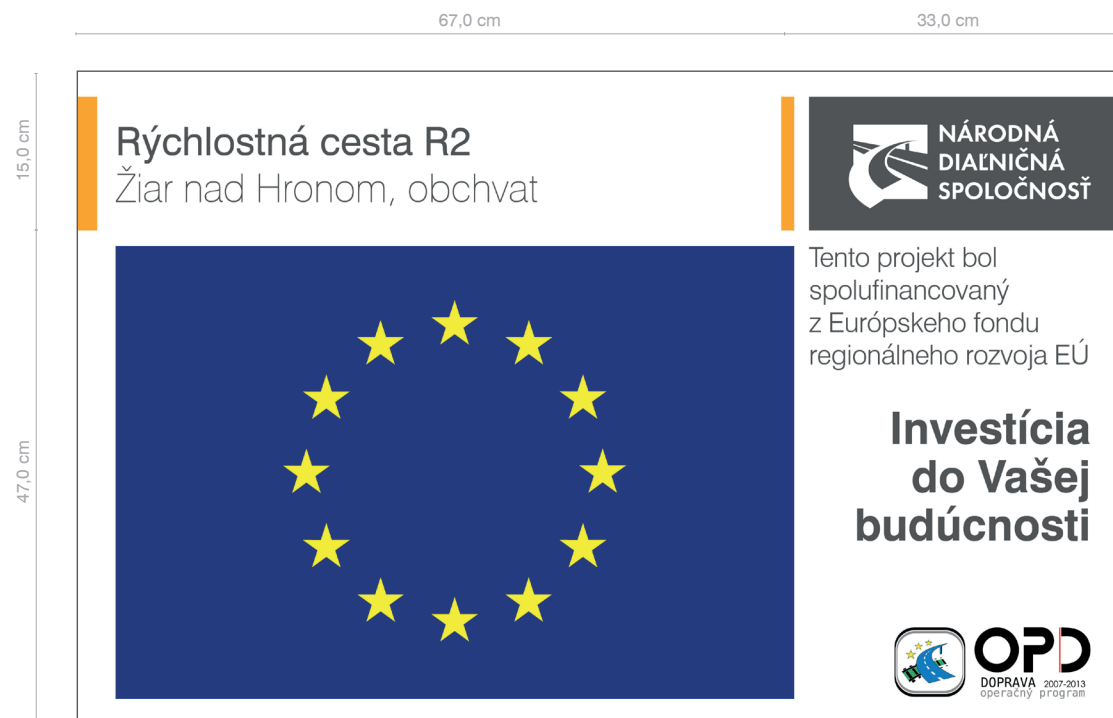 67,0 cm
33,0 cm
15,0 cm
Rýchlostná cesta R2
Žiar nad Hronom, obchvat
NÁRODNÁ
DIAĽNIČNÁ
SPOLOČNOSŤ
Tento projekt bol
spolufinancovaný
z Európskeho fondu
regionálneho rozvoja EÚ
47,0 cm
Investícia
do Vašej
budúcnosti
OPD
DOPRAVA 2007-2013
operačný program